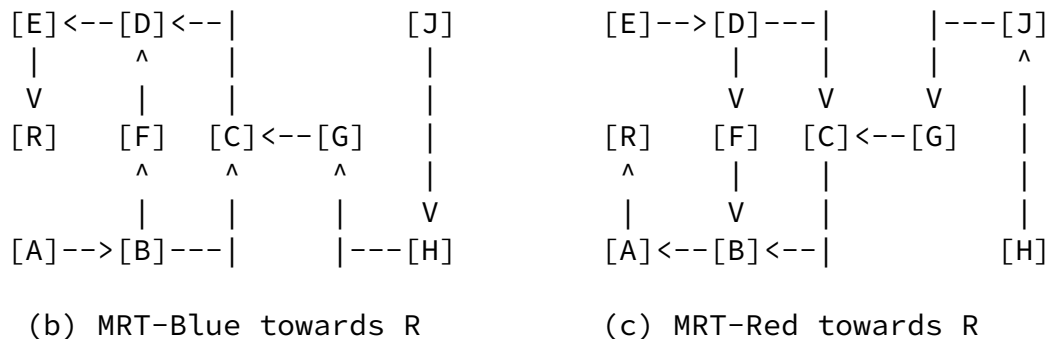 [E]<--[D]<--|          [J]          [E]-->[D]---|      |---[J]
 |     ^    |           |                 |    |      |    ^
 V     |    |           |                 V    V      V    |
[R]   [F]  [C]<--[G]    |           [R]   [F]  [C]<--[G]   |
       ^    ^     ^     |            ^     |    |          |
       |    |     |     V            |     V    |          |
[A]-->[B]---|     |---[H]           [A]<--[B]<--|         [H]
(b) MRT-Blue towards R          (c) MRT-Red towards R